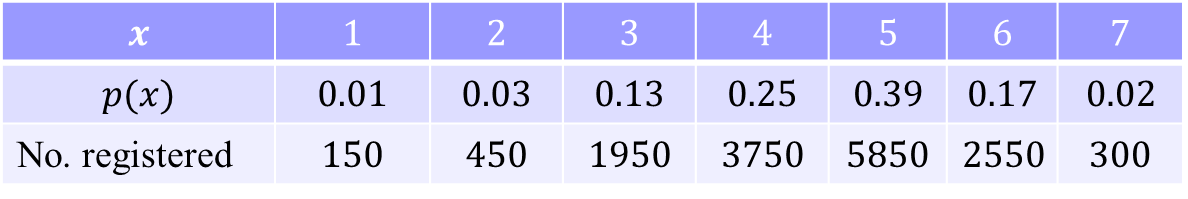 x 1 2 3 4 5 6 7
p(x) 0.01 0.03 0.13 0.25 0.39 0.17 0.02
No. registered 150 450 1950 3750 5850 2550 300